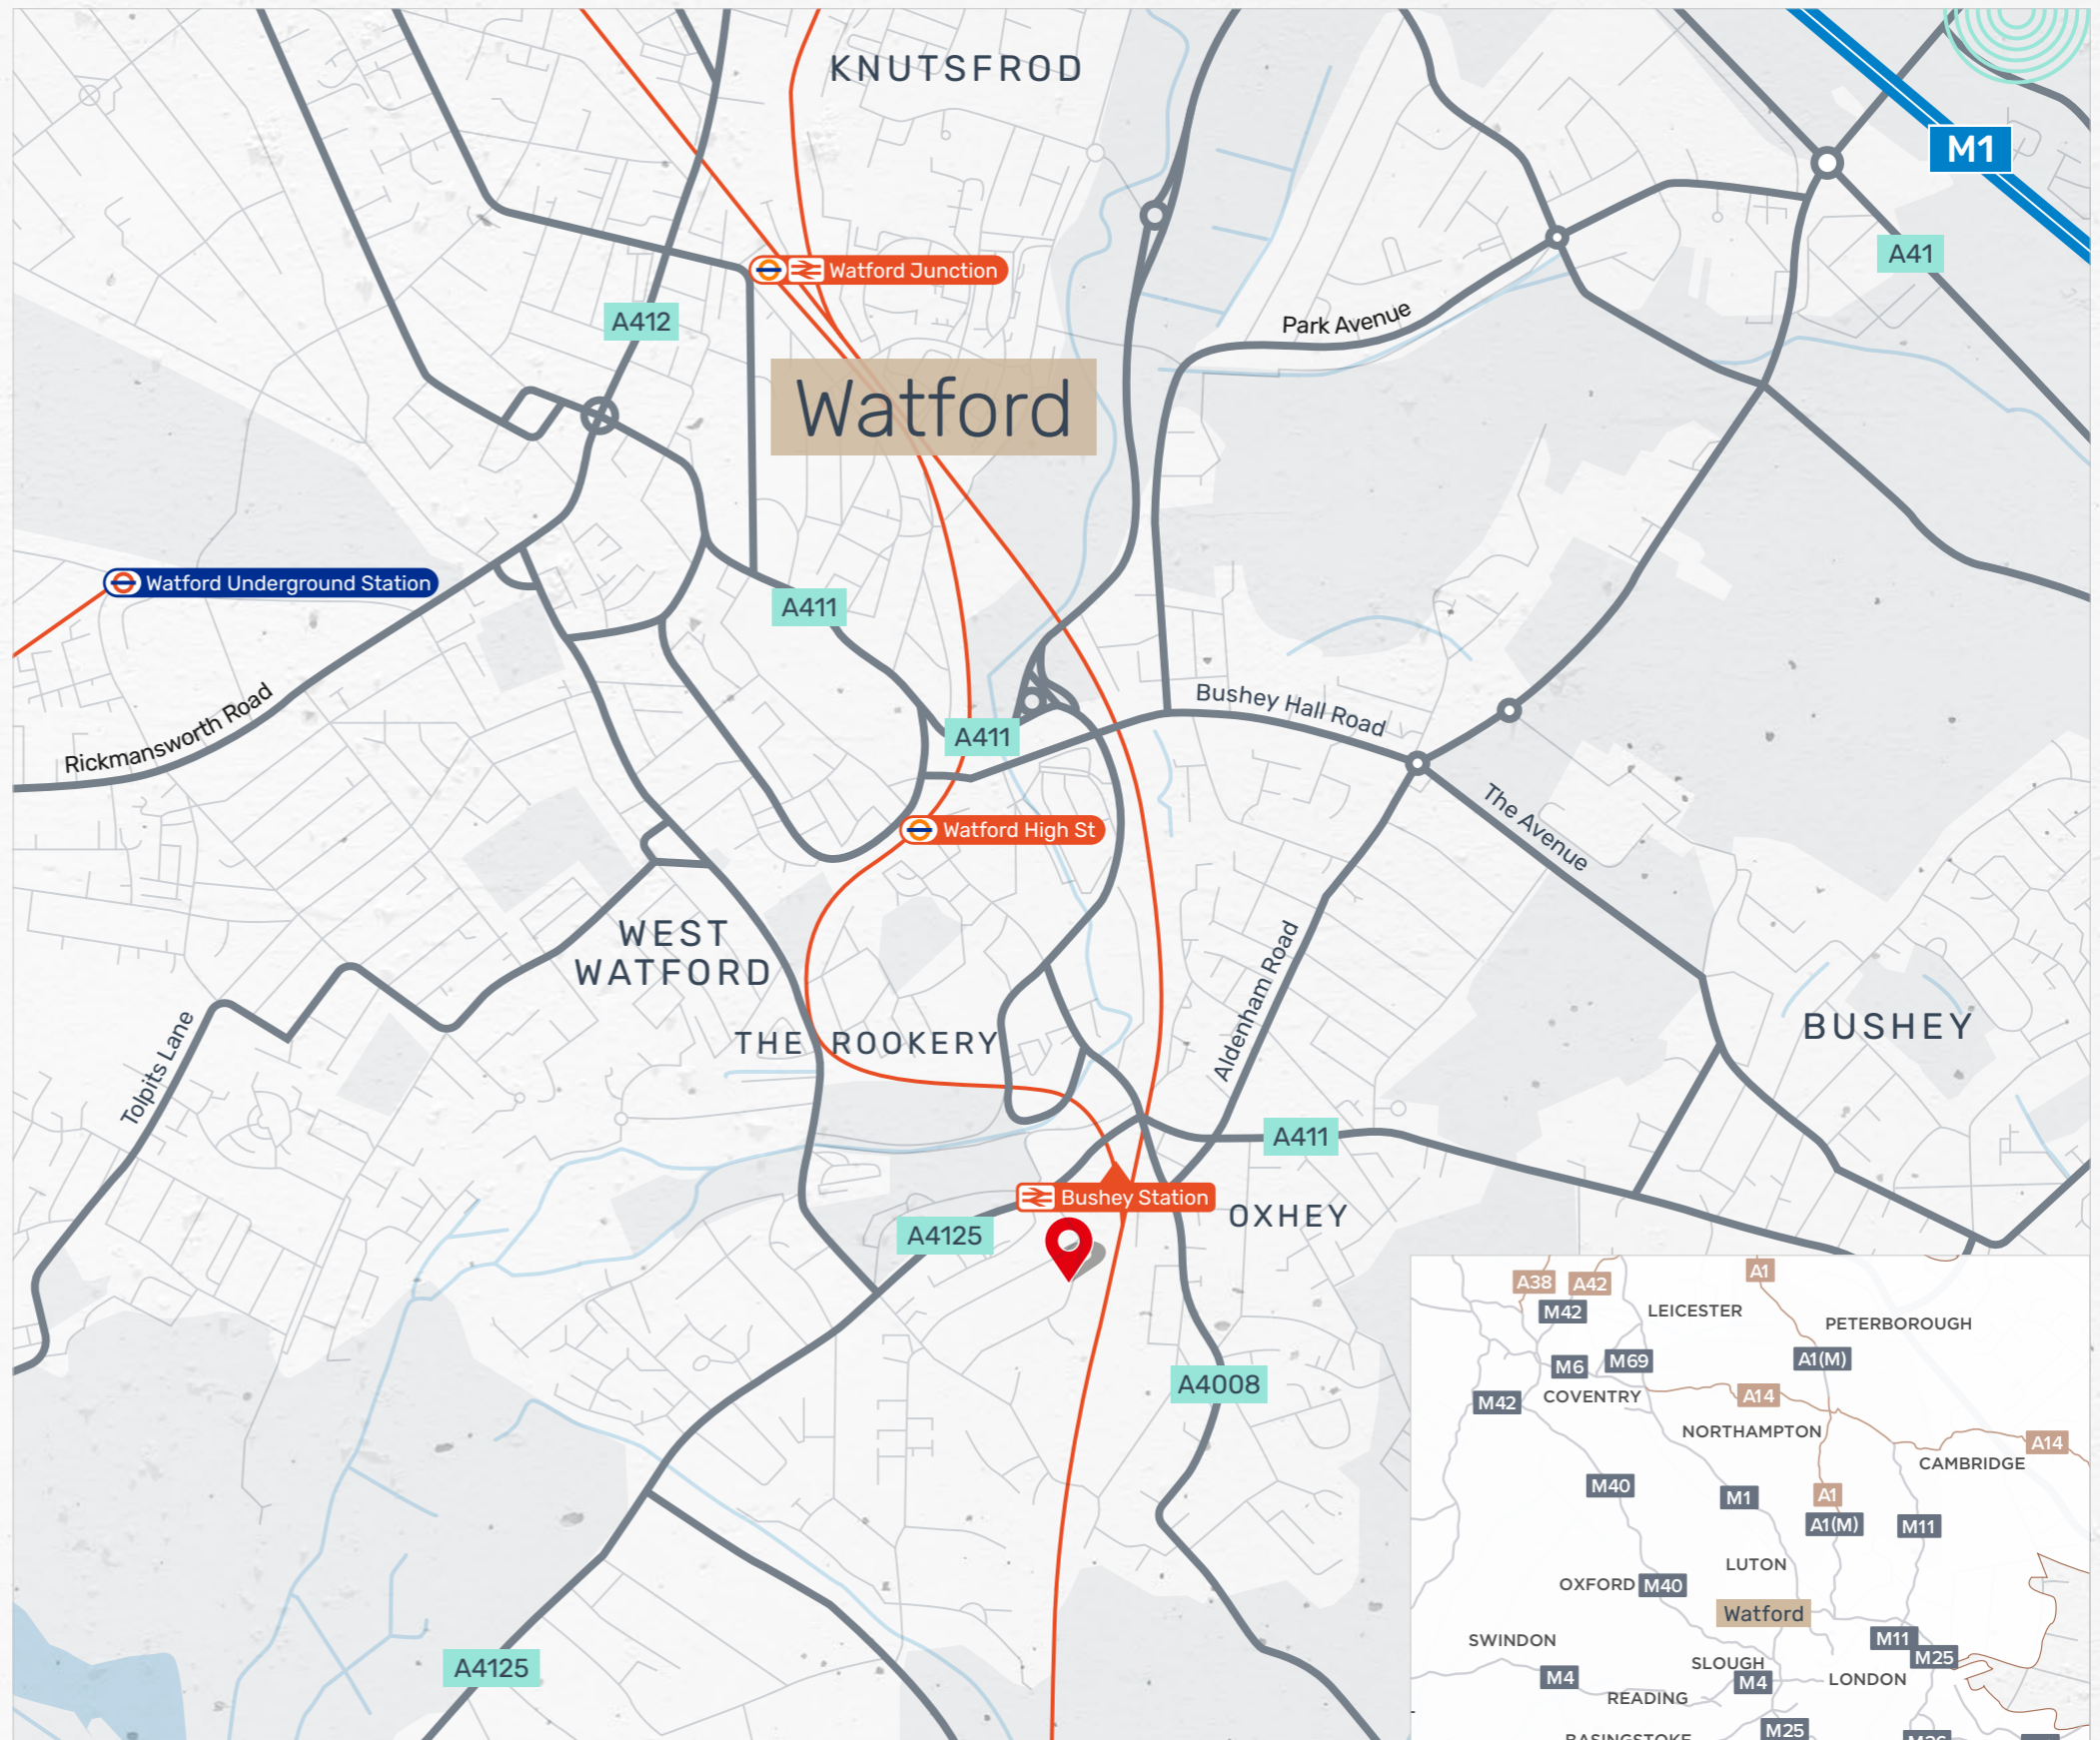 KNUTSFROD
M1
A41
Watford Junction
A412
Park Avenue
Watford
Watford Underground Station
A411
Rickmansworth Road
Bushey Hall Road
A411
The Avenue
Watford High St
WEST
WATFORD
Aldenham Road
BUSHEY
THE ROOKERY
Tolpits Lane
A411
Bushey Station
OXHEY
A4125
A4008
A4125
A38
A42
A1
M42
LEICESTER
PETERBOROUGH
M6
M69
A1(M)
M42
COVENTRY
A14
NORTHAMPTON
A14
CAMBRIDGE
M40
M1
A1
A1(M)
M11
LUTON
OXFORD
M40
Watford
SWINDON
M11
M25
SLOUGH
M4
M4
LONDON
READING
M25
BASINGSTOKE